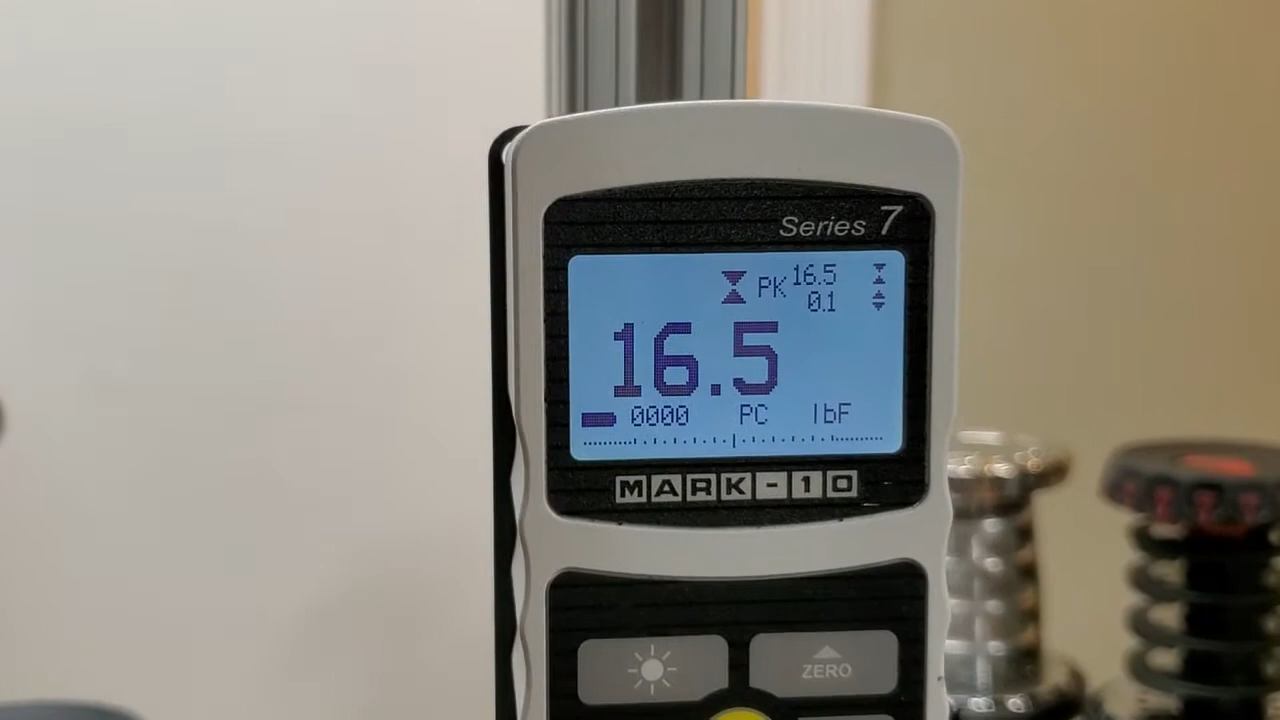 Series 7
PK 16.5
0.1
16.5
0000 PC lbF
MARK-10
ZERO